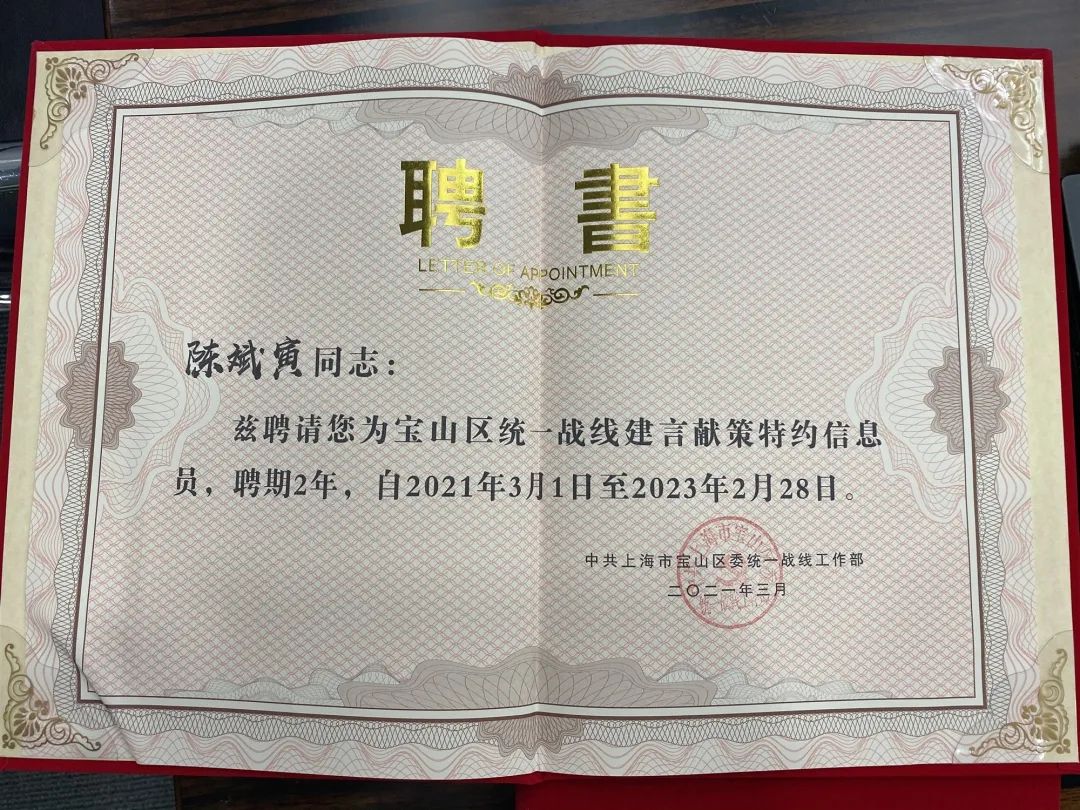 聘書
LETTER OF APPOINTMENT
陈斌寅同志：
兹聘请您为宝山区统一战线建言献策特约信息
员，聘期2年，自2021年3月1日至2023年2月28日。
中共上海市宝山区委统一战线工作部
二〇二一年三月